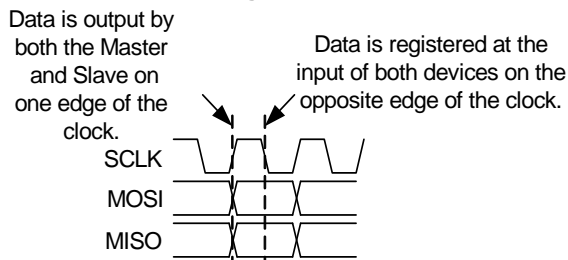 Data is output by
both the Master
and Slave on
one edge of the
clock.
Data is registered at the
input of both devices on the
opposite edge of the clock.
SCLK
MOSI
MISO